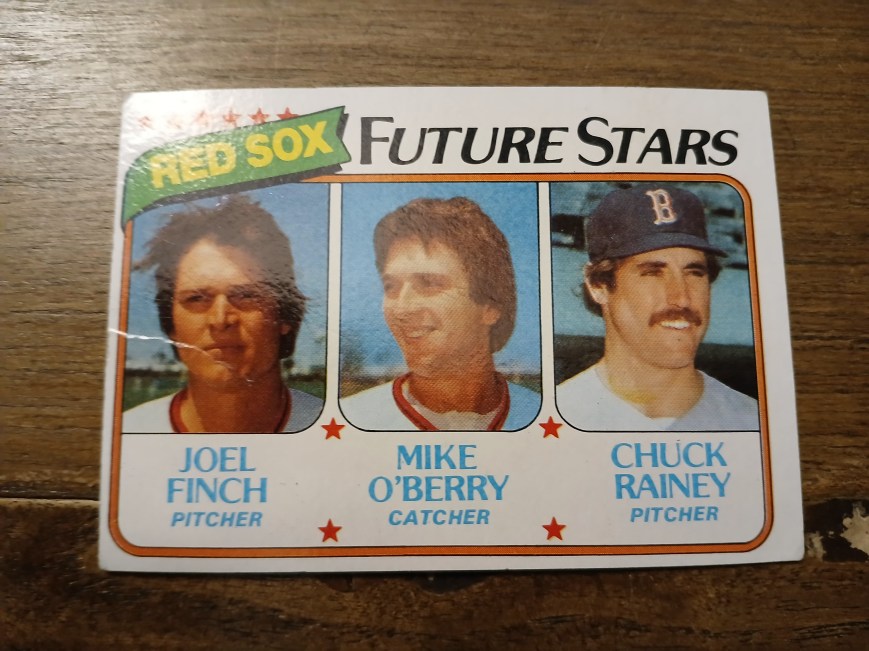 RED SOX
FUTURE STARS
B
JOEL
FINCH
PITCHER
MIKE
O'BERRY
CATCHER
CHUCK
RAINEY
PITCHER